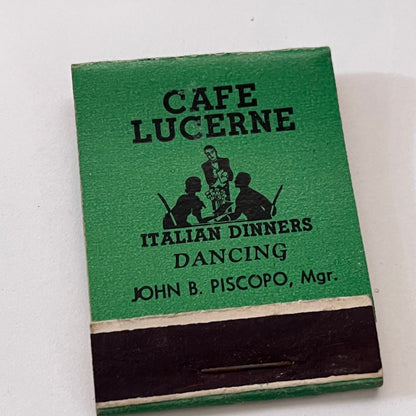 CAFE
LUCERNE
ITALIAN DINNERS
DANCING
JOHN B. PISCOPO, Mgr.